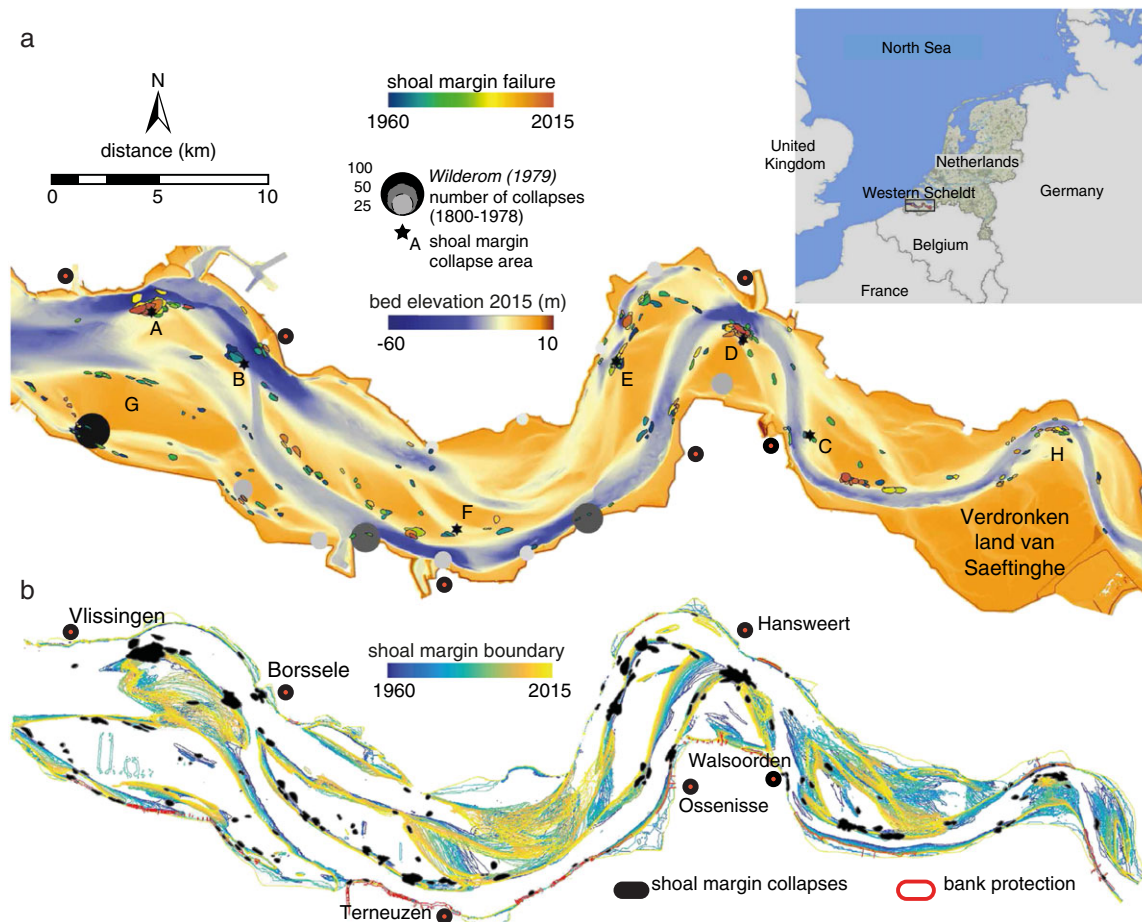 a
N
distance (km)
0 5 10
shoal margin failure
1960 2015
100
50
25
Wilderom (1979)
number of collapses
(1800-1978)
A shoal margin
collapse area
bed elevation 2015 (m)
-60 10
North Sea
United
Kingdom
Netherlands
Western Scheldt
Germany
Belgium
France
A
B
G
E
D
C
F
H
Verdronken
land van
Saeftinghe
b
Vlissingen
Borssele
shoal margin boundary
1960 2015
Hansweert
Walsoorden
Ossenisse
Terneuzen
shoal margin collapses
bank protection